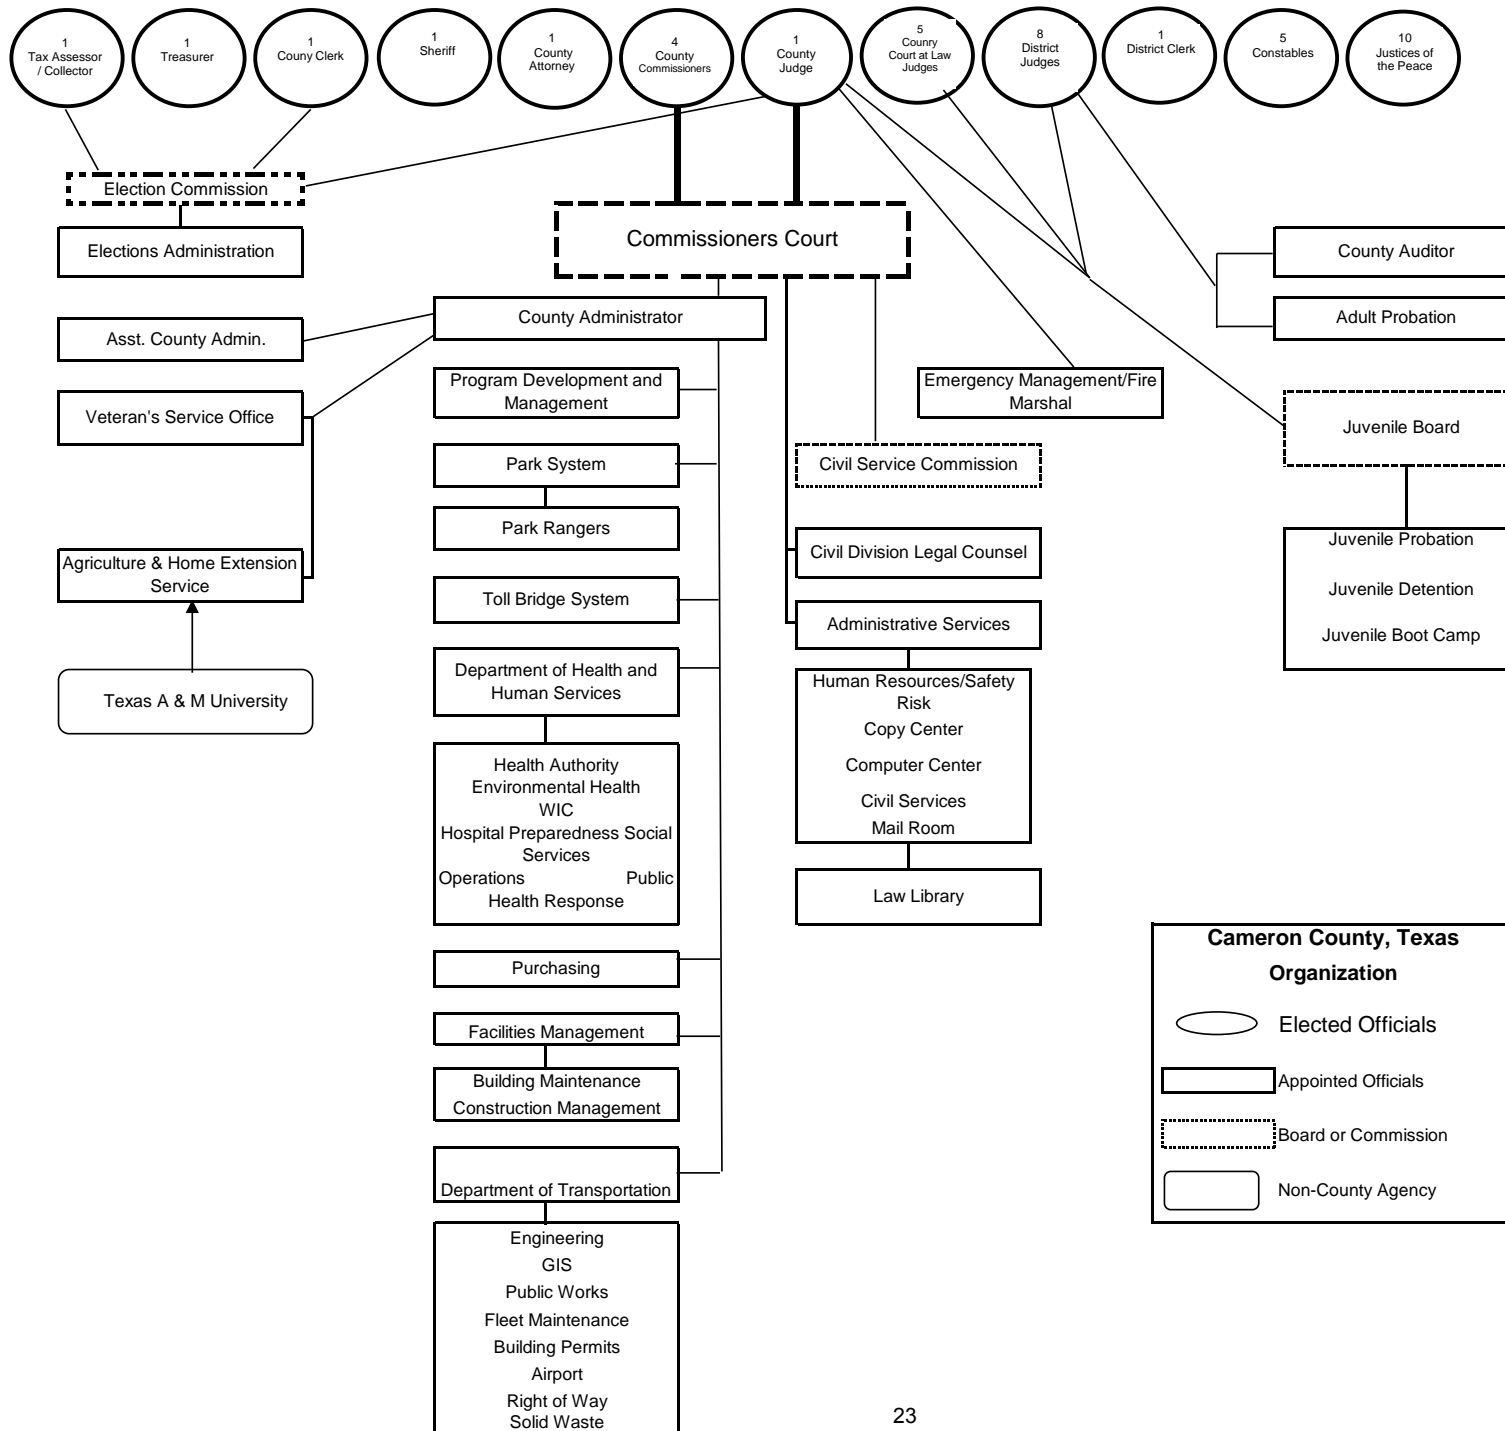 1
Tax Assessor
/ Collector
1
Treasurer
1
Couny Clerk
1
Sheriff
1
County
Attorney
4
County
Commissioners
1
County
Judge
5
Counry
Court at Law
Judges
8
District
Judges
1
District Clerk
5
Constables
10
Justices of
the Peace
Election Commission
Elections Administration
Commissioners Court
County Auditor
Adult Probation
County Administrator
Asst. County Admin.
Veteran's Service Office
Agriculture & Home Extension
Service
Texas A & M University
Program Development and
Management
Park System
Park Rangers
Toll Bridge System
Department of Health and
Human Services
Health Authority
Environmental Health
WIC
Hospital Preparedness Social
Services
Operations Public
Health Response
Purchasing
Facilities Management
Building Maintenance
Construction Management
Department of Transportation
Engineering
GIS
Public Works
Fleet Maintenance
Building Permits
Airport
Right of Way
Solid Waste
Emergency Management/Fire
Marshal
Civil Service Commission
Civil Division Legal Counsel
Administrative Services
Human Resources/Safety
Risk
Copy Center
Computer Center
Civil Services
Mail Room
Law Library
Juvenile Board
Juvenile Probation
Juvenile Detention
Juvenile Boot Camp
Cameron County, Texas
Organization
Elected Officials
Appointed Officials
Board or Commission
Non-County Agency
23